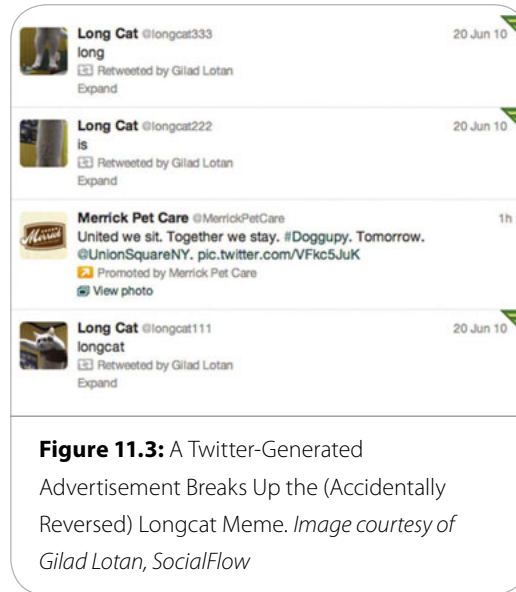 Long Cat @longcat333 20 Jun 10
long
Retweeted by Gilad Lotan
Expand
Long Cat @longcat222 20 Jun 10
is
Retweeted by Gilad Lotan
Expand
Merrick
Merrick Pet Care @MerrickPetCare 1h
United we sit. Together we stay. #Doggupy. Tomorrow.
@UnionSquareNY. pic.twitter.com/VFkc5JuK
Promoted by Merrick Pet Care
View photo
Long Cat @longcat111 20 Jun 10
longcat
Retweeted by Gilad Lotan
Expand
Figure 11.3: A Twitter-Generated
Advertisement Breaks Up the (Accidentally
Reversed) Longcat Meme. Image courtesy of
Gilad Lotan, SocialFlow